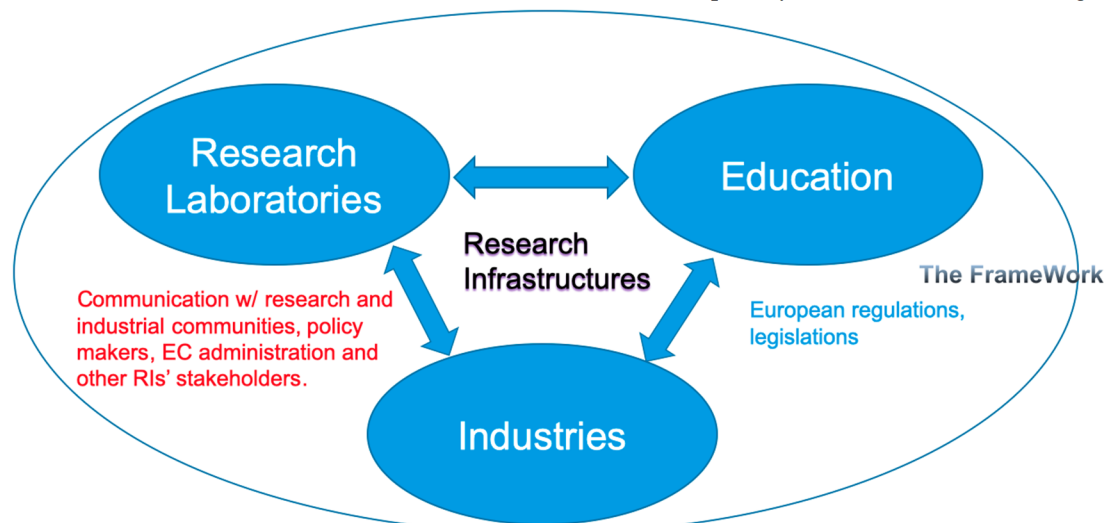 Research
Laboratories
Education
Research
Infrastructures
The FrameWork
Communication w/ research and
industrial communities, policy
makers, EC administration and
other RIs' stakeholders.
European regulations,
legislations
Industries